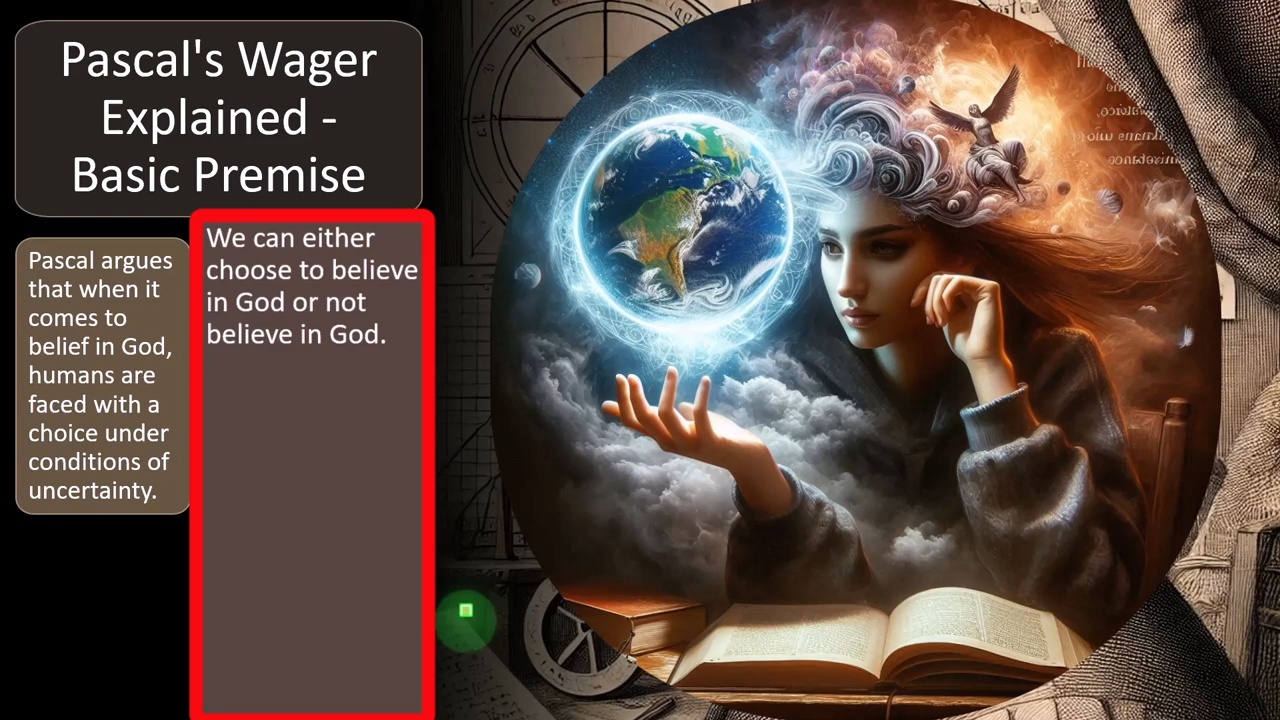 Pascal's Wager
Explained -
Basic Premise
Pascal argues
that when it
comes to
belief in God,
humans are
faced with a
choice under
conditions of
uncertainty.
We can either
choose to believe
in God or not
believe in God.